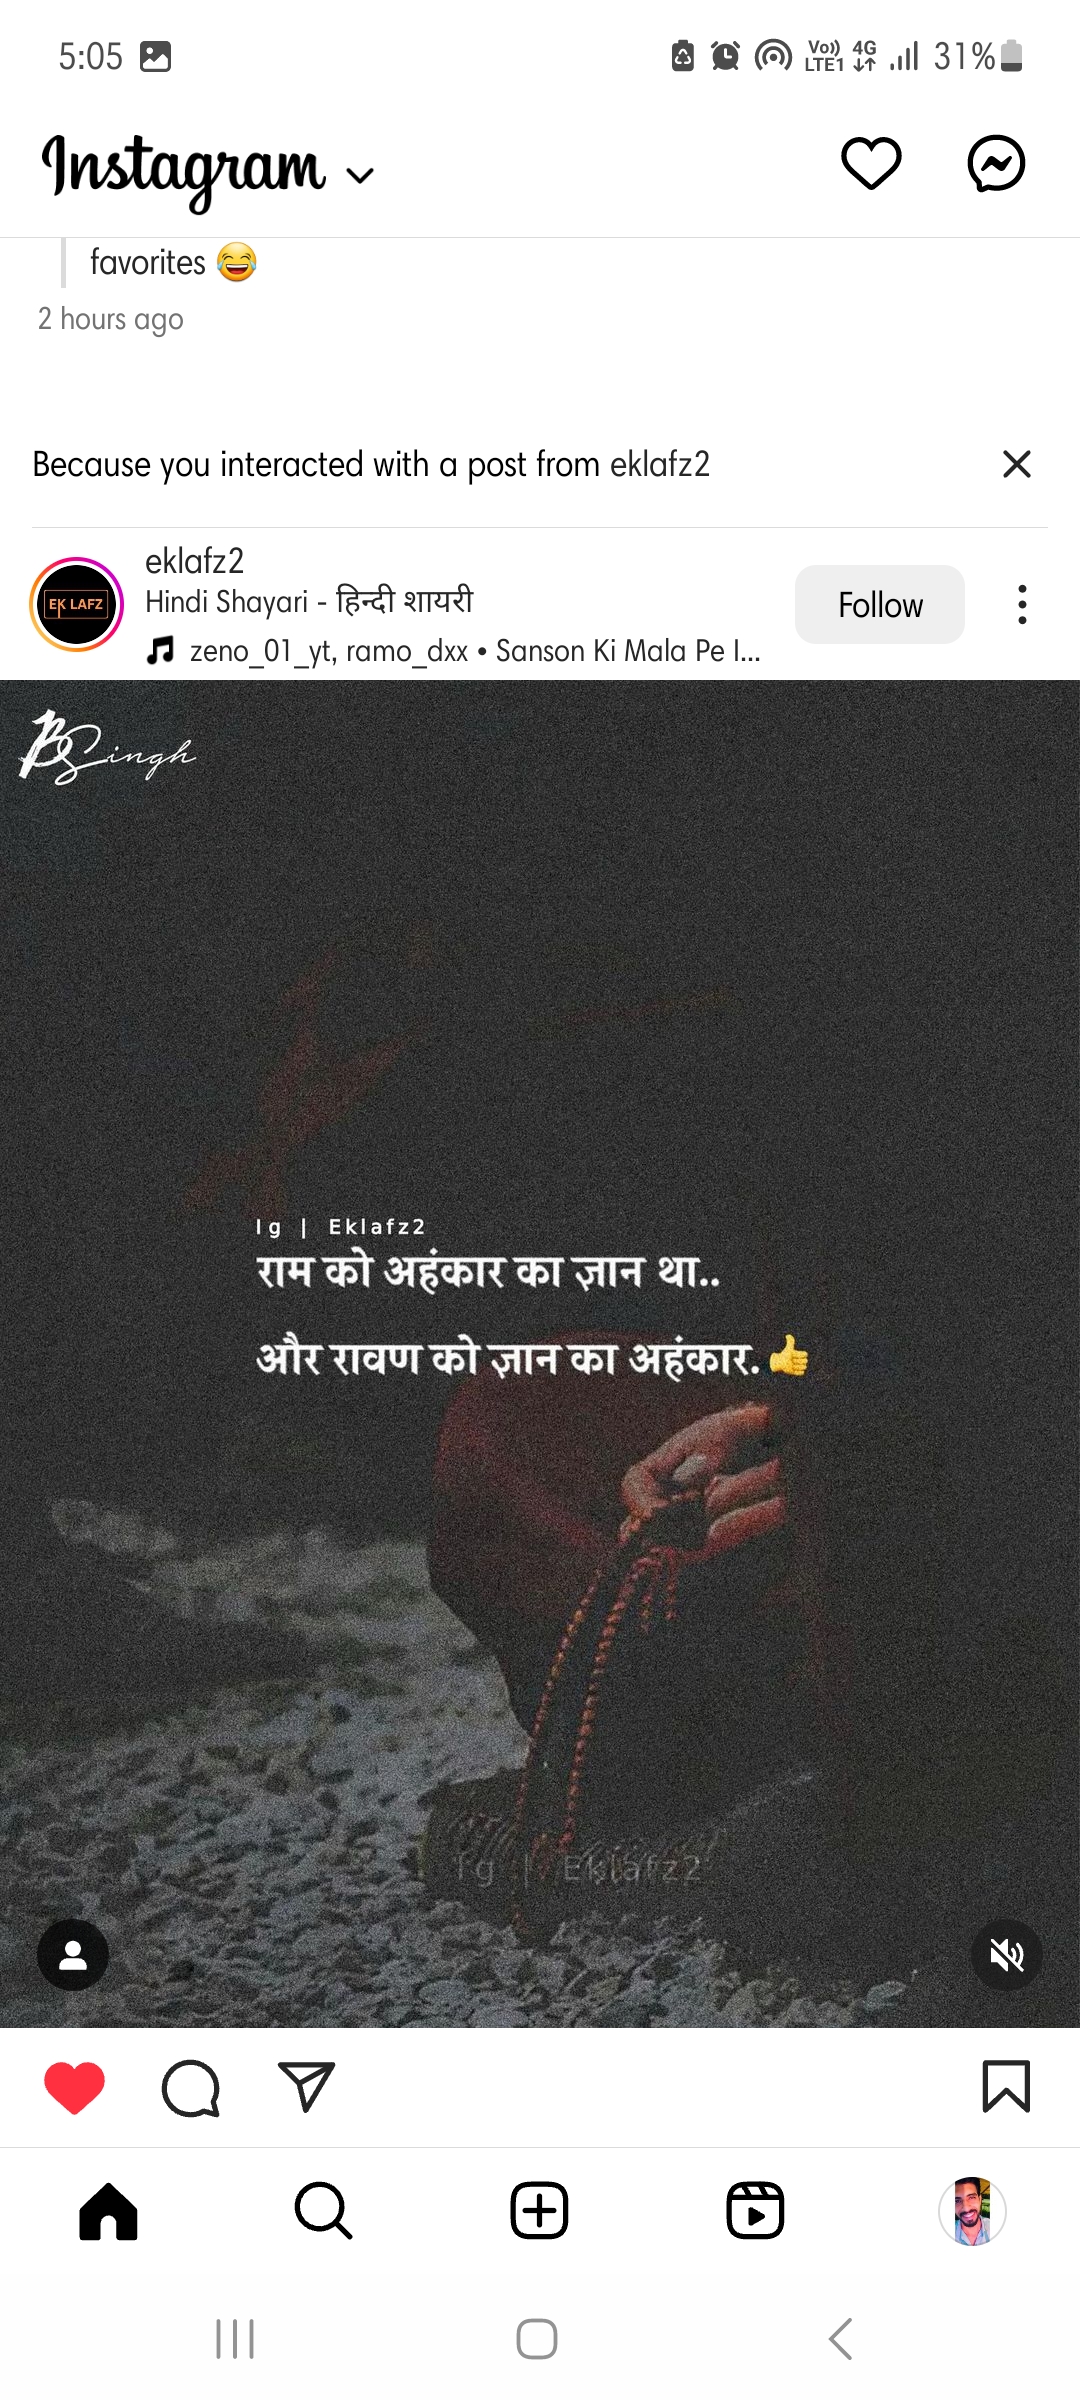 5:05 Vo)) LTE1 4G 31%
Instagram
favorites 😂
2 hours ago
Because you interacted with a post from eklafz2
EK LAFZ
eklafz2
Hindi Shayari - हिन्दी शायरी
Follow
zeno_01_yt, ramo_dxx • Sanson Ki Mala Pe I...
BSingh
Ig | Eklafz2
राम को अहंकार का ज्ञान था..
और रावण को ज्ञान का अहंकार.👍
Ig | Eklafz2